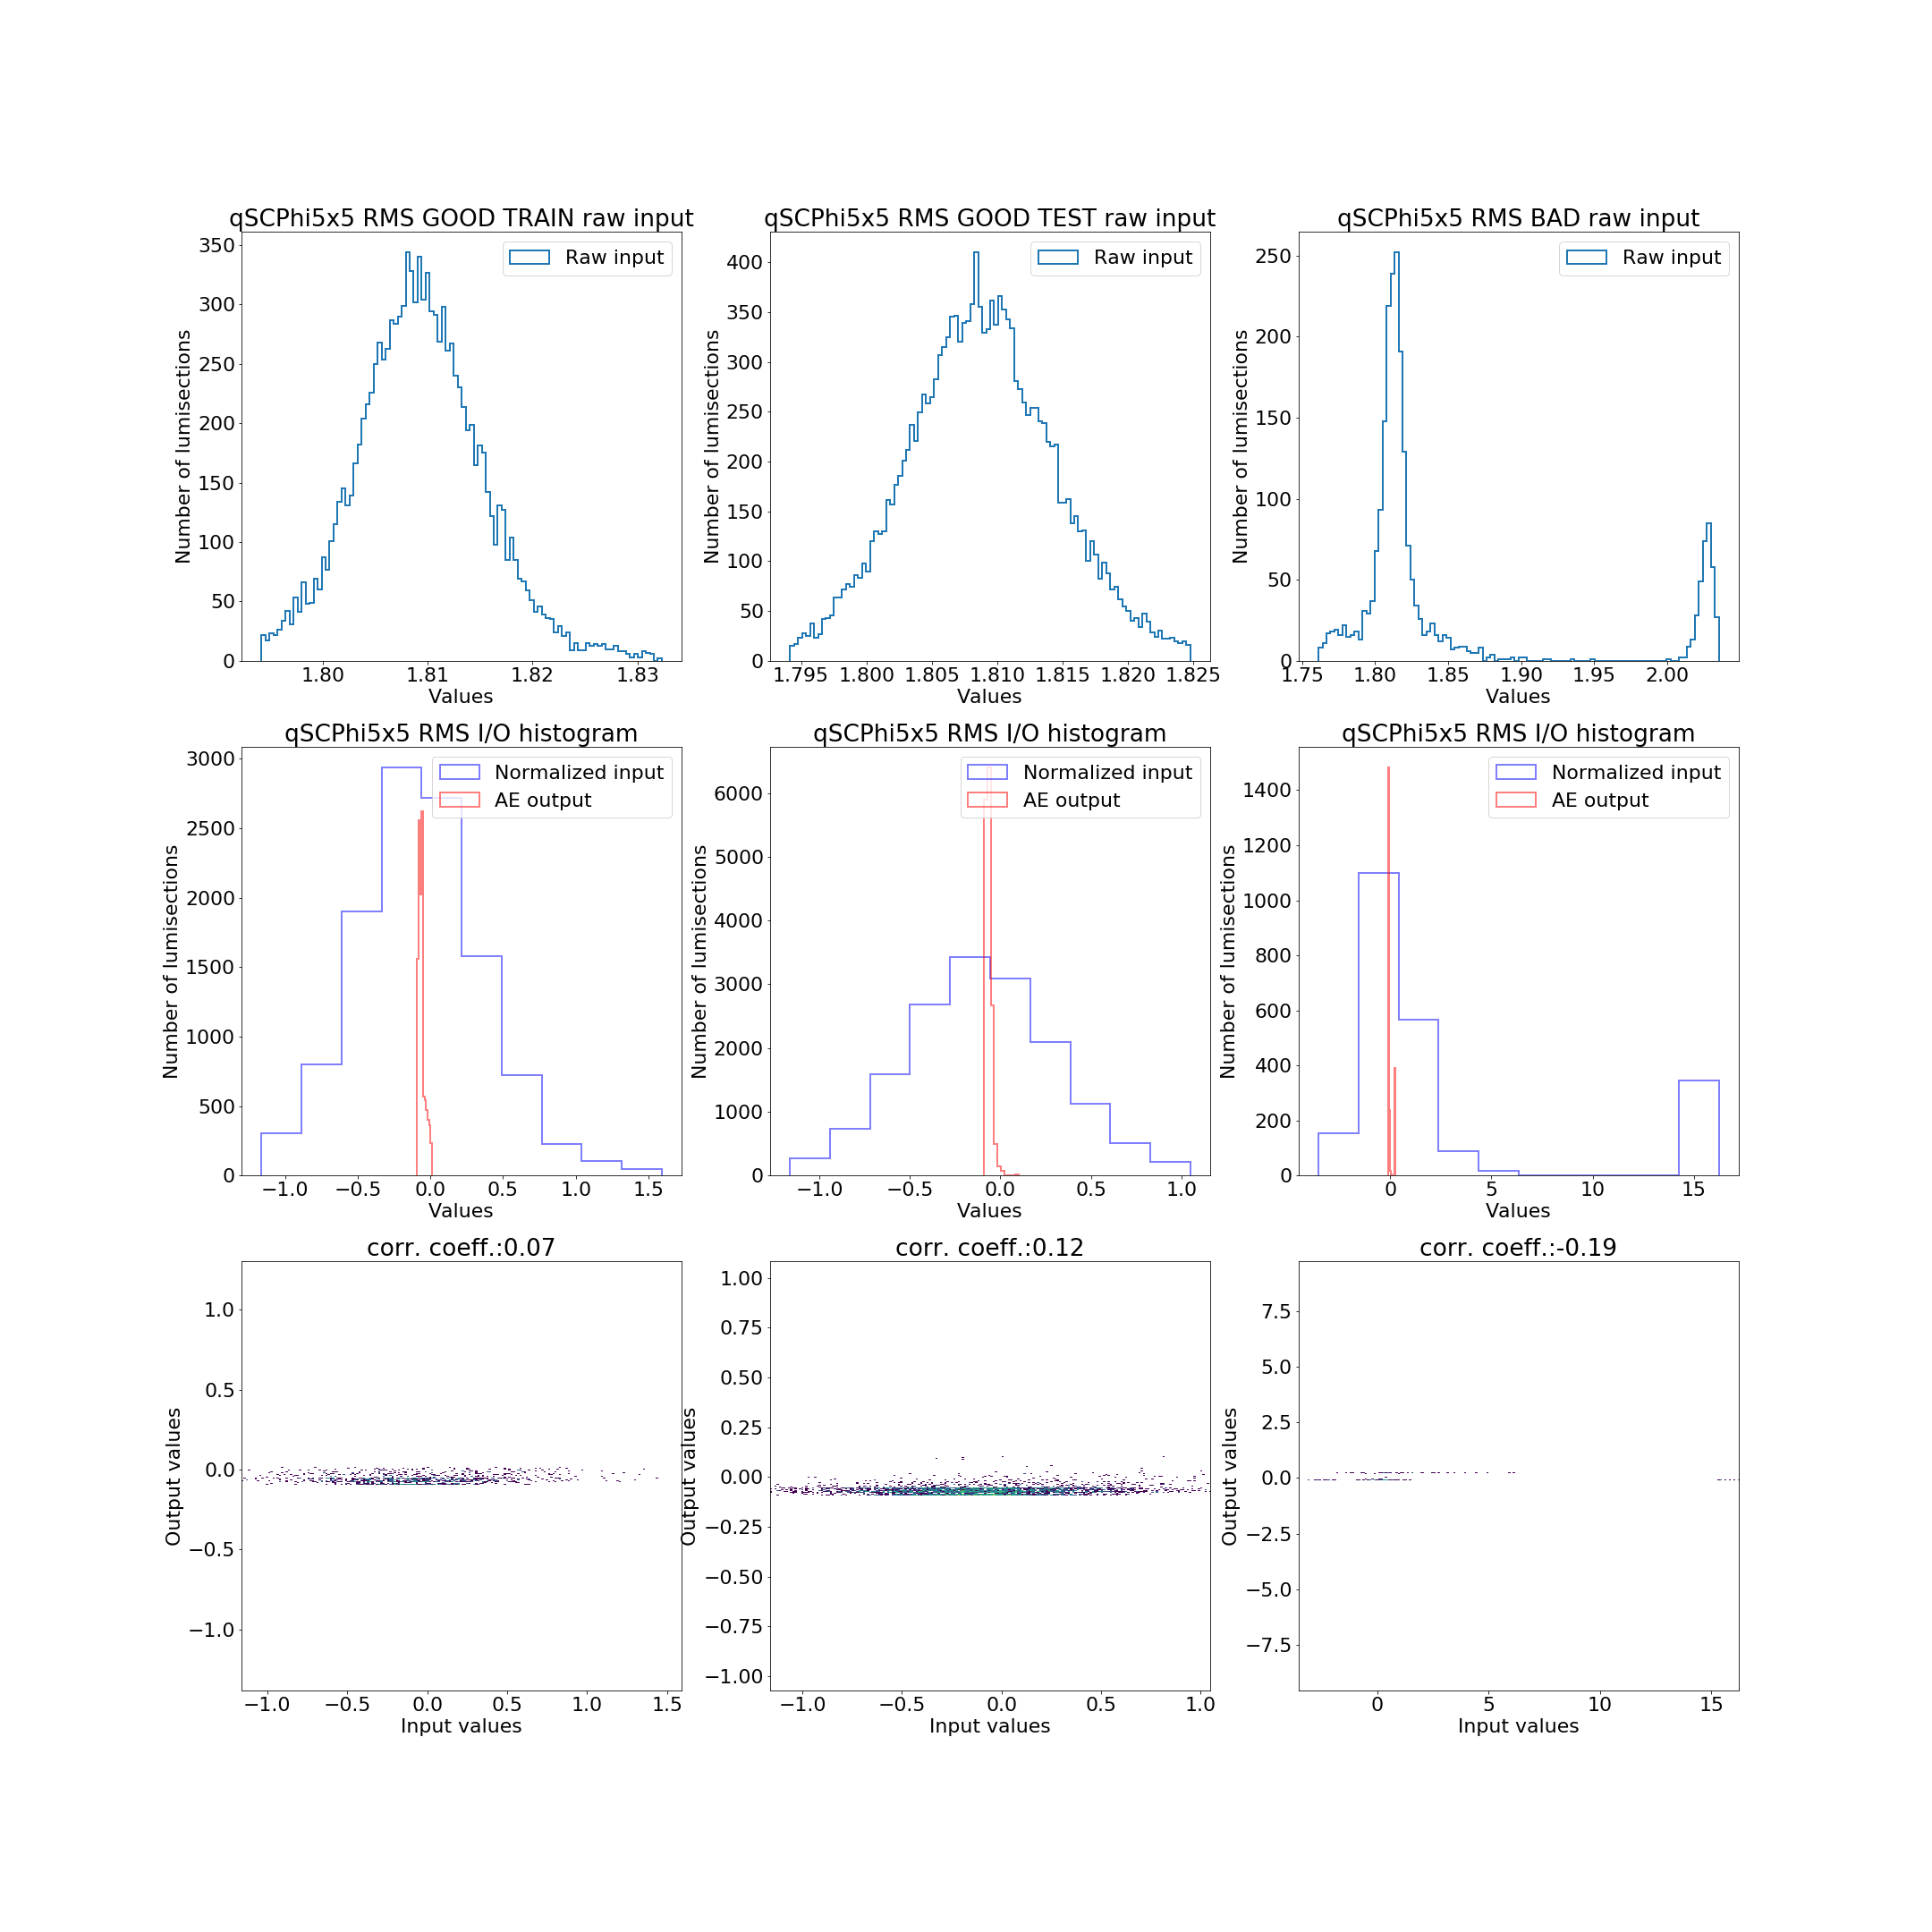 qSCPhi5x5 RMS GOOD TRAIN raw input
Raw input
Number of lumisections
350
300
250
200
150
100
50
0
1.80 1.81 1.82 1.83
Values
qSCPhi5x5 RMS GOOD TEST raw input
Raw input
Number of lumisections
400
350
300
250
200
150
100
50
0
1.795 1.800 1.805 1.810 1.815 1.820 1.825
Values
qSCPhi5x5 RMS BAD raw input
Raw input
Number of lumisections
250
200
150
100
50
0
1.75 1.80 1.85 1.90 1.95 2.00
Values
qSCPhi5x5 RMS I/O histogram
Normalized input
AE output
Number of lumisections
3000
2500
2000
1500
1000
500
0
−1.0 −0.5 0.0 0.5 1.0 1.5
Values
qSCPhi5x5 RMS I/O histogram
Normalized input
AE output
Number of lumisections
6000
5000
4000
3000
2000
1000
0
−1.0 −0.5 0.0 0.5 1.0
Values
qSCPhi5x5 RMS I/O histogram
Normalized input
AE output
Number of lumisections
1400
1200
1000
800
600
400
200
0
0 5 10 15
Values
corr. coeff.:0.07
Output values
1.0
0.5
0.0
−0.5
−1.0
−1.0 −0.5 0.0 0.5 1.0 1.5
Input values
corr. coeff.:0.12
Output values
1.00
0.75
0.50
0.25
0.00
−0.25
−0.50
−0.75
−1.00
−1.0 −0.5 0.0 0.5 1.0
Input values
corr. coeff.:-0.19
Output values
7.5
5.0
2.5
0.0
−2.5
−5.0
−7.5
0 5 10 15
Input values